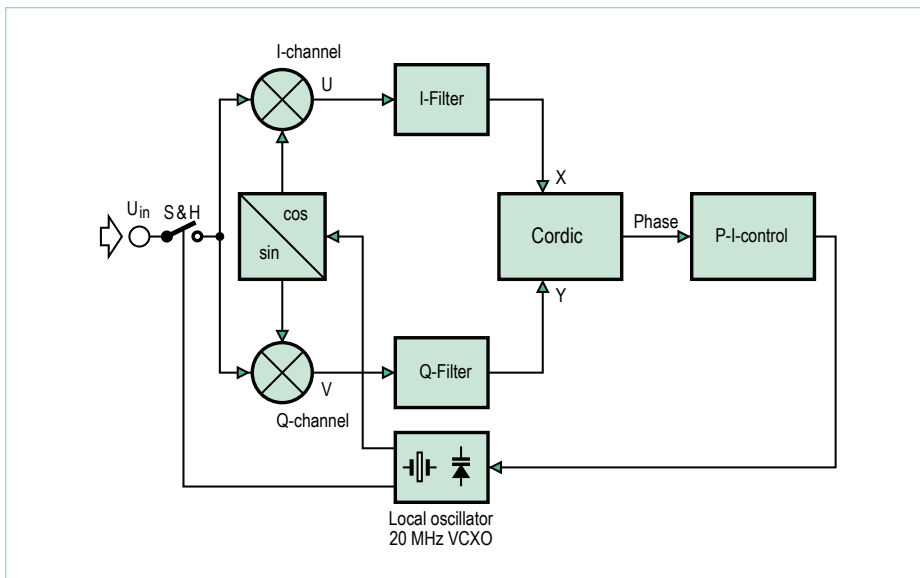 I-channel
U
I-Filter
X
U in
S & H
cos
sin
Cordic
Phase
P-I-control
Y
V
Q-Filter
Q-channel
Local oscillator
20 MHz VCXO